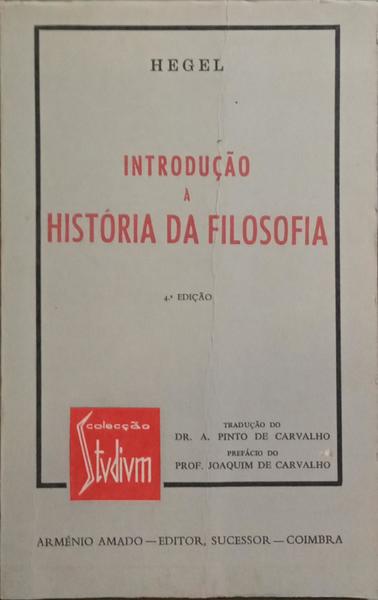 HEGEL
INTRODUÇÃO
À
HISTÓRIA DA FILOSOFIA
4.ª EDIÇÃO
colecção
Stvdivm
TRADUÇÃO DO
DR. A. PINTO DE CARVALHO
PREFÁCIO DO
PROF. JOAQUIM DE CARVALHO
ARMÉNIO AMADO — EDITOR, SUCESSOR — COIMBRA